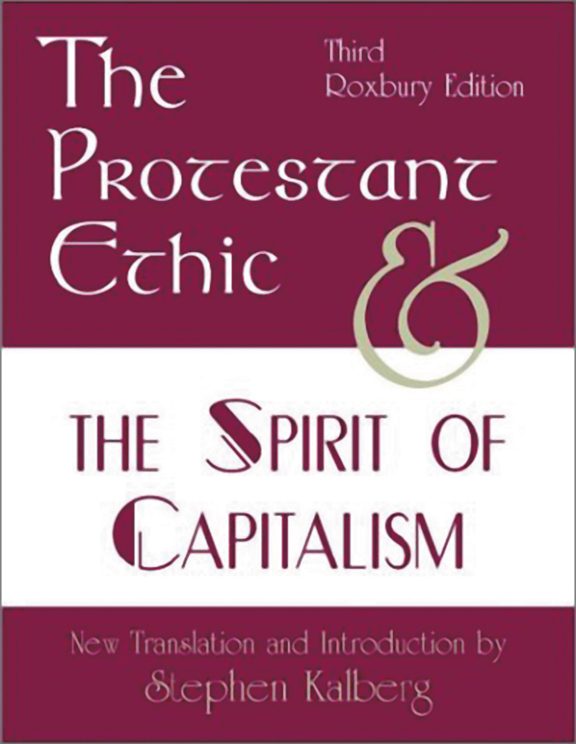 The
Third
Roxbury Edition
Protestant
Ethic
&
THE SPIRIT OF
CAPITALISM
New Translation and Introduction by
Stephen Kalberg